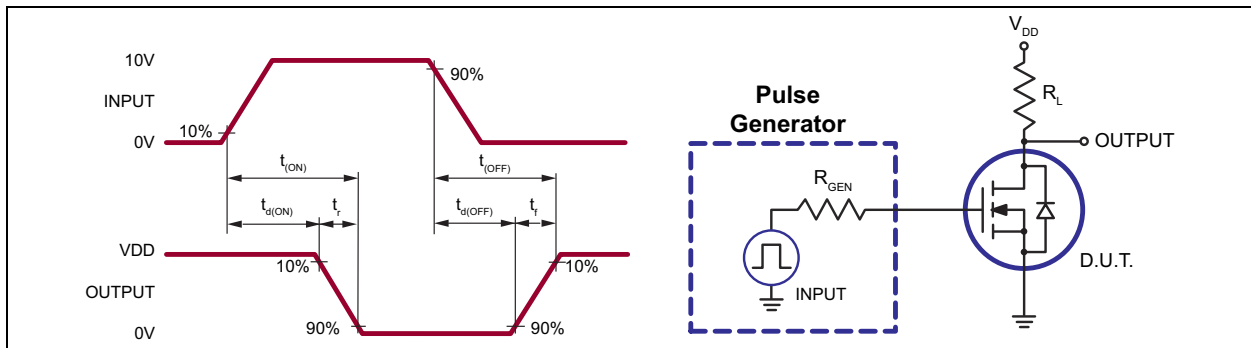 10V
INPUT
0V
10%
90%
t(ON)
t(OFF)
td(ON)
tr
td(OFF)
tf
VDD
OUTPUT
0V
10%
90%
90%
10%
Pulse
Generator
RGEN
INPUT
VDD
RL
OUTPUT
D.U.T.